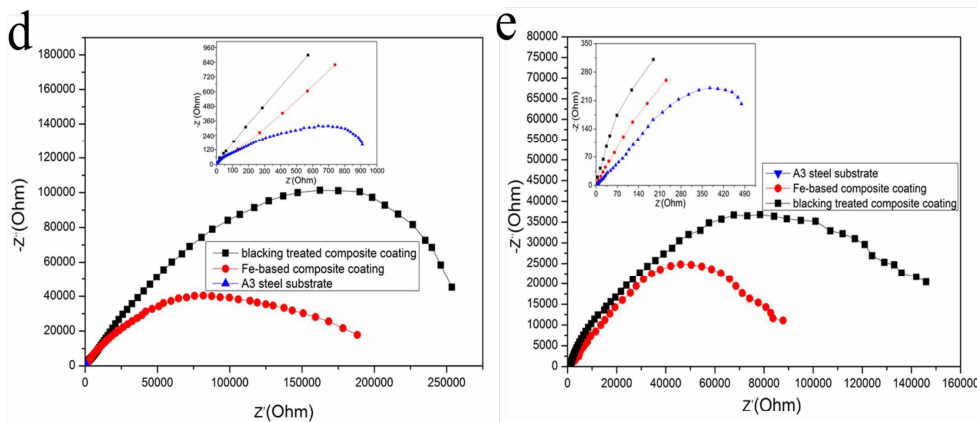 d
180000
160000
140000
120000
100000
80000
60000
40000
20000
0
-Z''(Ohm)
0 50000 100000 150000 200000 250000
Z'(Ohm)
960
840
720
600
480
360
240
120
0
-Z'(Ohm)
0 100 200 300 400 500 600 700 800 900 1000
Z'(Ohm)
blacking treated composite coating
Fe-based composite coating
A3 steel substrate
e
80000
75000
70000
65000
60000
55000
50000
45000
40000
35000
30000
25000
20000
15000
10000
5000
0
-Z''(Ohm)
0 20000 40000 60000 80000 100000 120000 140000 160000
Z'(Ohm)
350
280
210
140
70
0
-Z'(Ohm)
0 70 140 210 280 350 420 490
Z'(Ohm)
A3 steel substrate
Fe-based composite coating
blacking treated composite coating